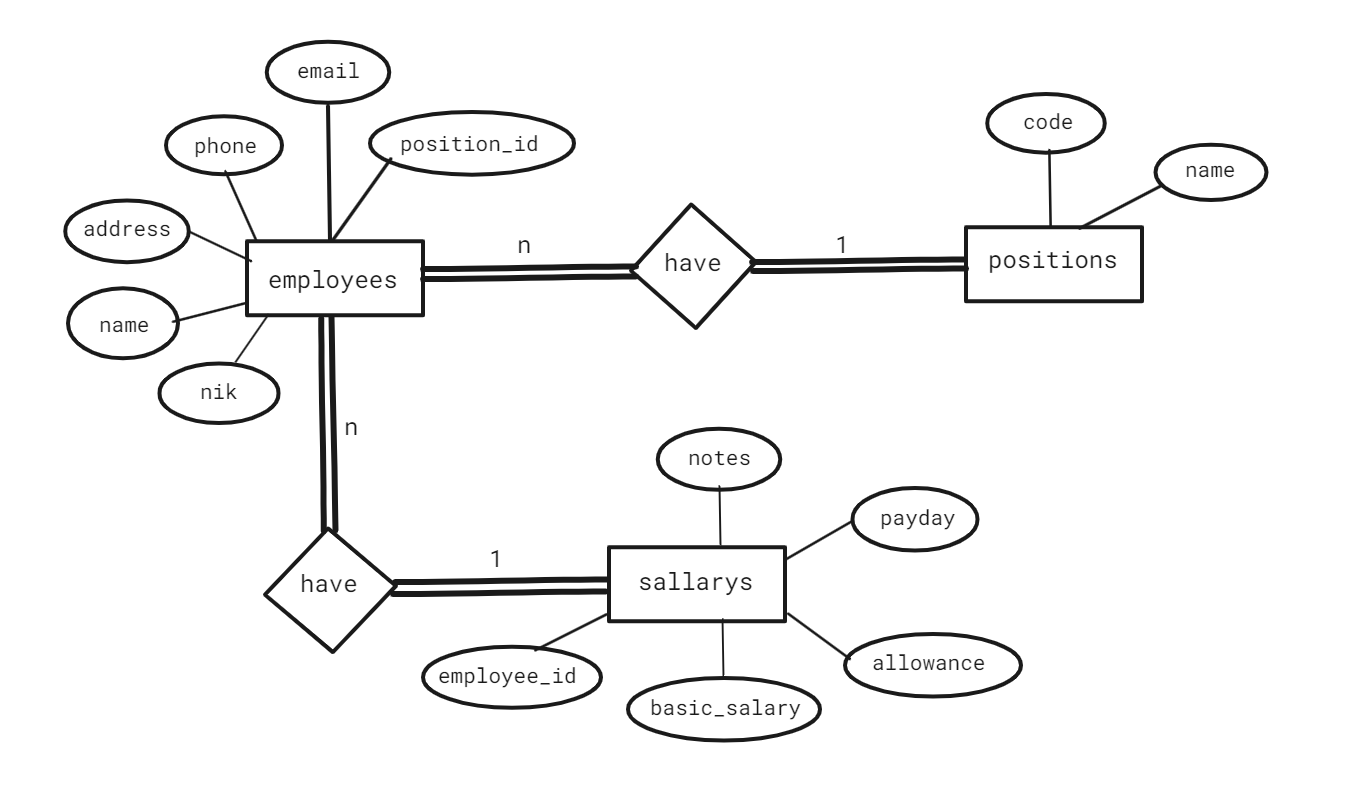 email
phone
position_id
address
employees
name
nik
n
have
1
positions
code
name
n
have
1
sallarys
notes
payday
allowance
basic_salary
employee_id